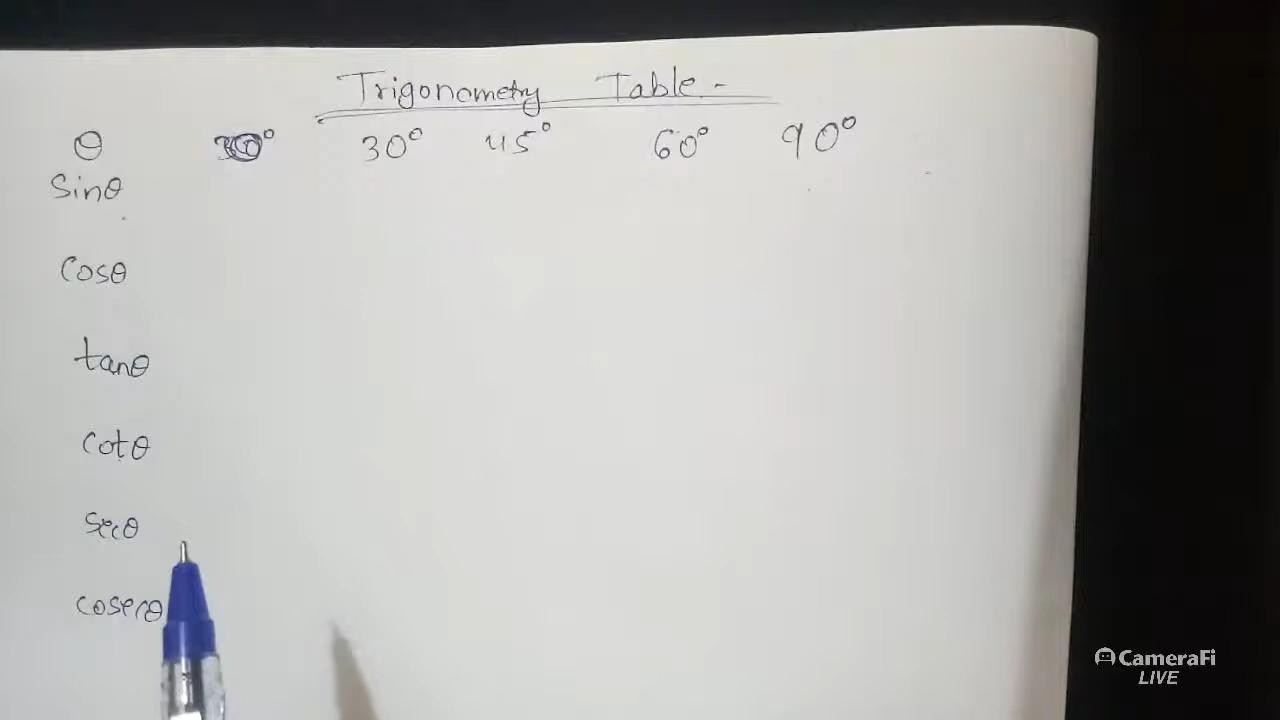 Trigonometry Table -
θ 0° 30° 45° 60° 90°
Sinθ
Cosθ
tanθ
Cotθ
Secθ
Cosecθ
CameraFi
LIVE